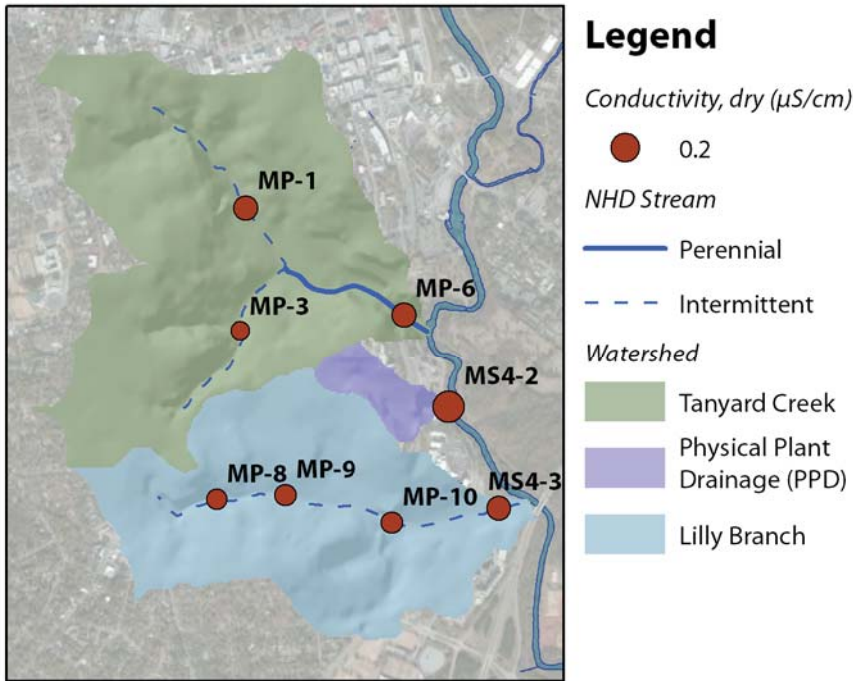 MP-1
MP-3
MP-6
MS4-2
MP-8
MP-9
MP-10
MS4-3
Legend
Conductivity, dry (μS/cm)
0.2
NHD Stream
Perennial
Intermittent
Watershed
Tanyard Creek
Physical Plant
Drainage (PPD)
Lilly Branch